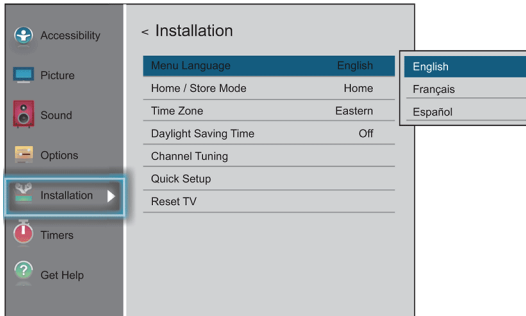 Accessibility
Picture
Sound
Options
Installation
Timers
Get Help
< Installation
Menu Language English
Home / Store Mode Home
Time Zone Eastern
Daylight Saving Time Off
Channel Tuning
Quick Setup
Reset TV
English
Français
Español